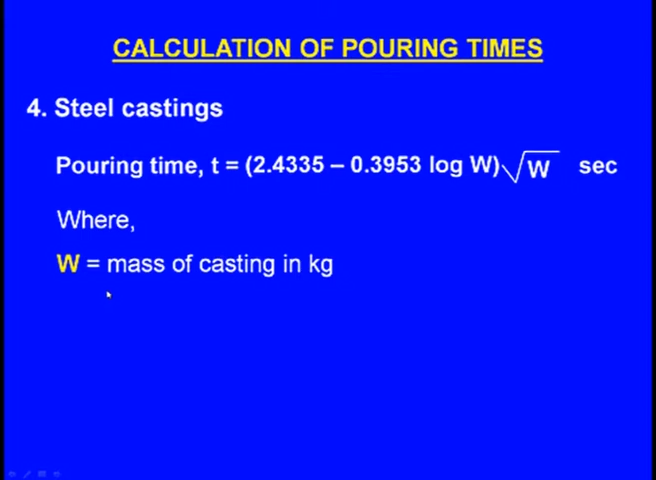 CALCULATION OF POURING TIMES
4. Steel castings
Pouring time, t = (2.4335 – 0.3953 log W)√W sec
Where,
W = mass of casting in kg